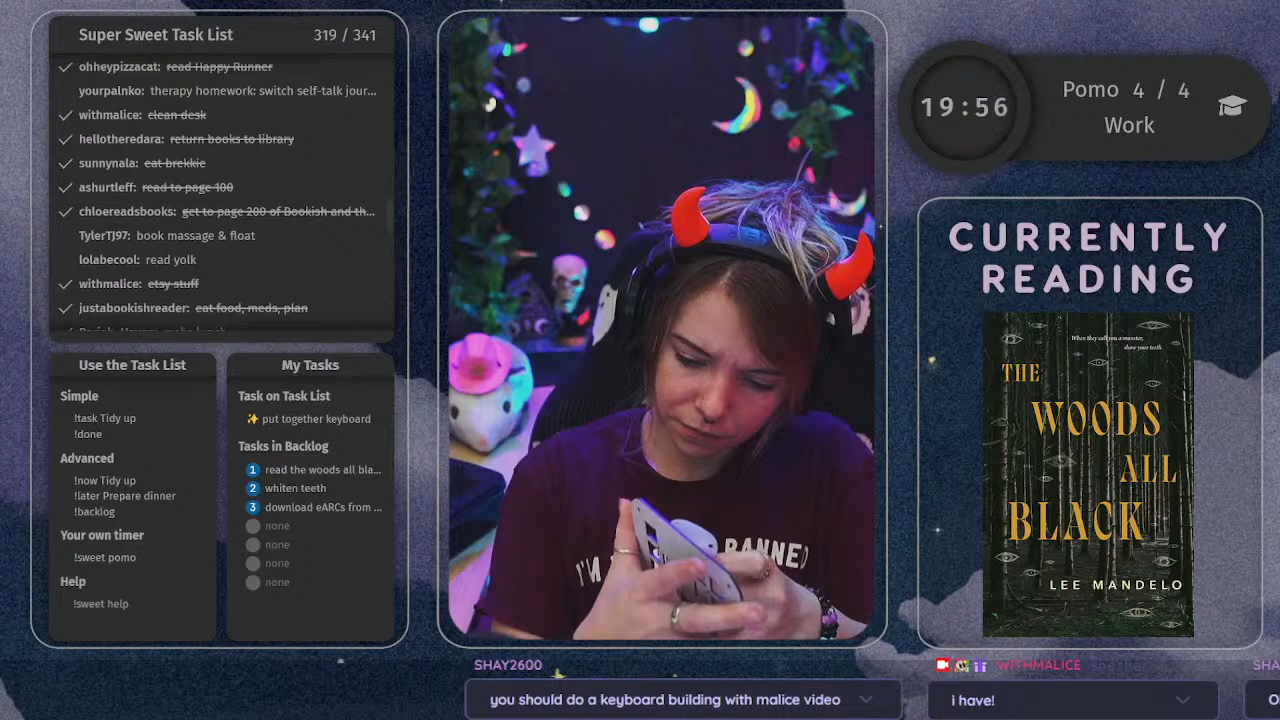 Super Sweet Task List 319 / 341
ohheypizzacat: read Happy Runner
yourpalnko: therapy homework: switch self-talk jour...
withmalice: clean desk
hellotheredara: return books to library
sunnynala: eat brekkie
ashurtleff: read to page 100
chloereadsbooks: get to page 200 of Bookish and th...
TylerTJ97: book massage & float
lolabecool: read yolk
withmalice: etsy stuff
justabookishreader: eat food, meds, plan
Use the Task List
Simple
!task Tidy up
!done
Advanced
!now Tidy up
!later Prepare dinner
!backlog
Your own timer
!sweet pomo
Help
!sweet help
My Tasks
Task on Task List
✨ put together keyboard
Tasks in Backlog
1 read the woods all bla...
2 whiten teeth
3 download eARCs from ...
none
none
none
none
I'M BANNED
19:56
Pomo 4 / 4
Work
CURRENTLY
READING
When they call you a monster,
show your teeth
THE
WOODS
ALL
BLACK
LEE MANDELO
SHAY2600
you should do a keyboard building with malice video
WITHMALICE she/her
i have!
SHA